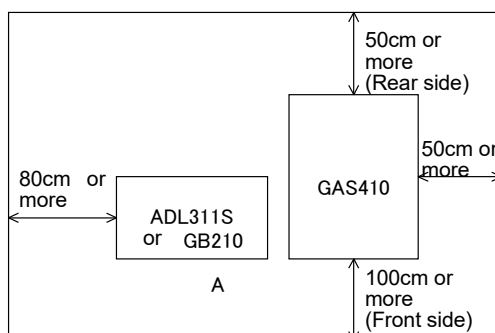 50cm or
more
(Rear side)
50cm or
more
80cm or
more
GAS410
ADL311S
or GB210
A
100cm or
more
(Front side)